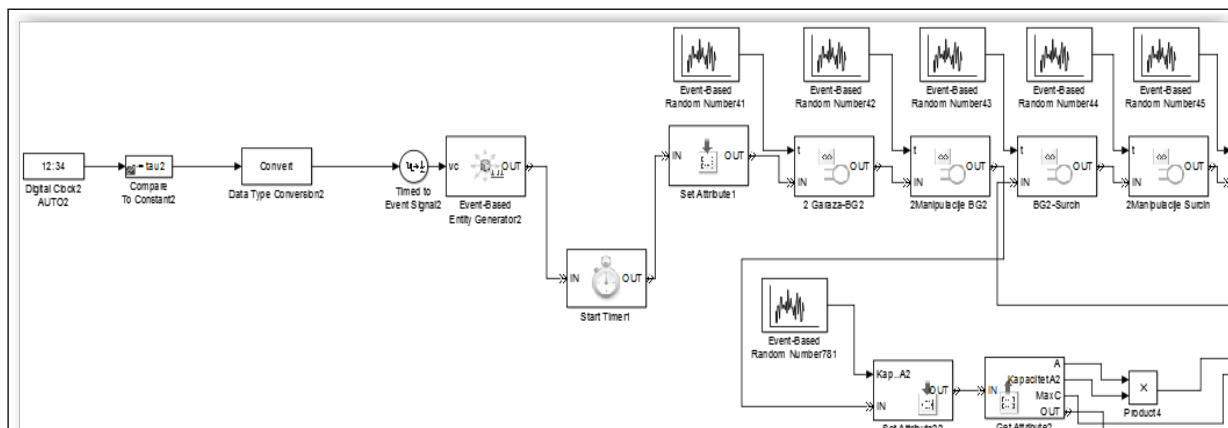 Event-Based
Random Number41
Event-Based
Random Number42
Event-Based
Random Number43
Event-Based
Random Number44
Event-Based
Random Number45
12:34
Digital Clock2
AUTO2
= tau2
Compare
To Constant2
Convert
Data Type Conversion2
Timed to
Event Signal2
vc
OUT
Event-Based
Entity Generator2
IN
OUT
Start Timer1
IN
OUT
Set Attribute1
t
IN
OUT
2 Garaza-BG2
t
IN
OUT
2Manipulacije BG2
t
IN
OUT
BG2-Surcin
t
IN
OUT
2Manipulacije Surcin
Event-Based
Random Number781
Kap...A2
IN
OUT
Set Attribute22
IN
A
KapacitetA2
MaxC
OUT
Get Attribute2
×
Product4